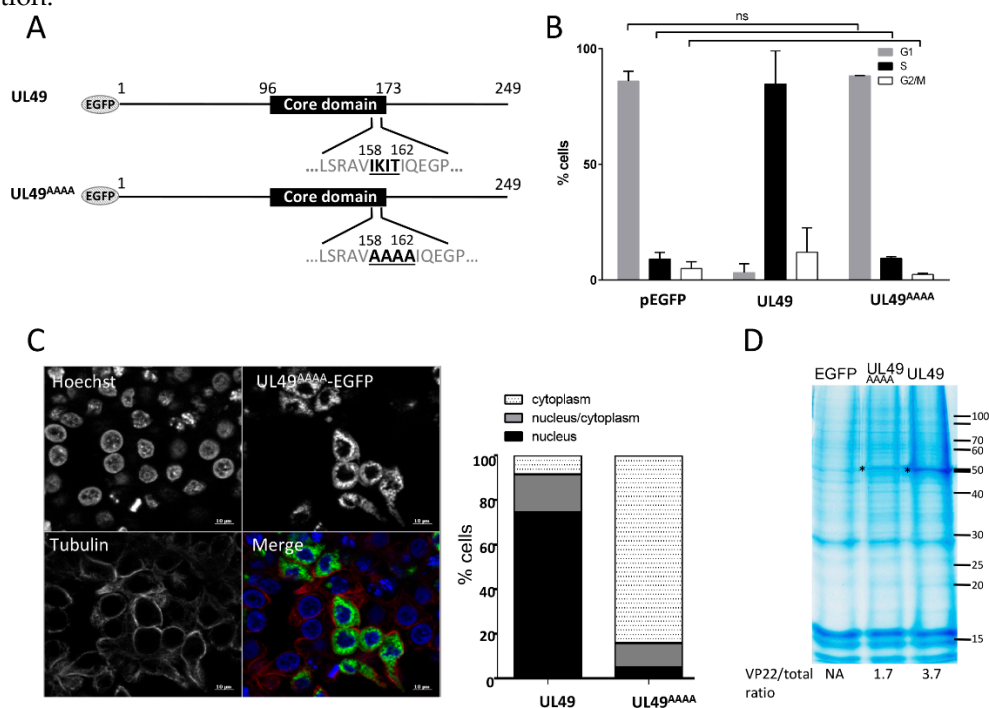 tion.
A
UL49
EGFP
1
96
173
249
Core domain
158 162
...LSRAVIKITIQEGP...
UL49AAAA
EGFP
1
249
Core domain
158 162
...LSRAVAAAAIQEGP...
B
ns
G1
S
G2/M
% cells
100
50
0
pEGFP
UL49
UL49AAAA
C
Hoechst
UL49AAAA-EGFP
10 µm
10 µm
Tubulin
Merge
10 µm
10 µm
cytoplasm
nucleus/cytoplasm
nucleus
% cells
100
80
60
40
20
0
UL49
UL49AAAA
D
EGFP
UL49
AAAA
UL49
*
*
100
70
60
50
40
30
25
20
15
VP22/total
ratio
NA
1.7
3.7